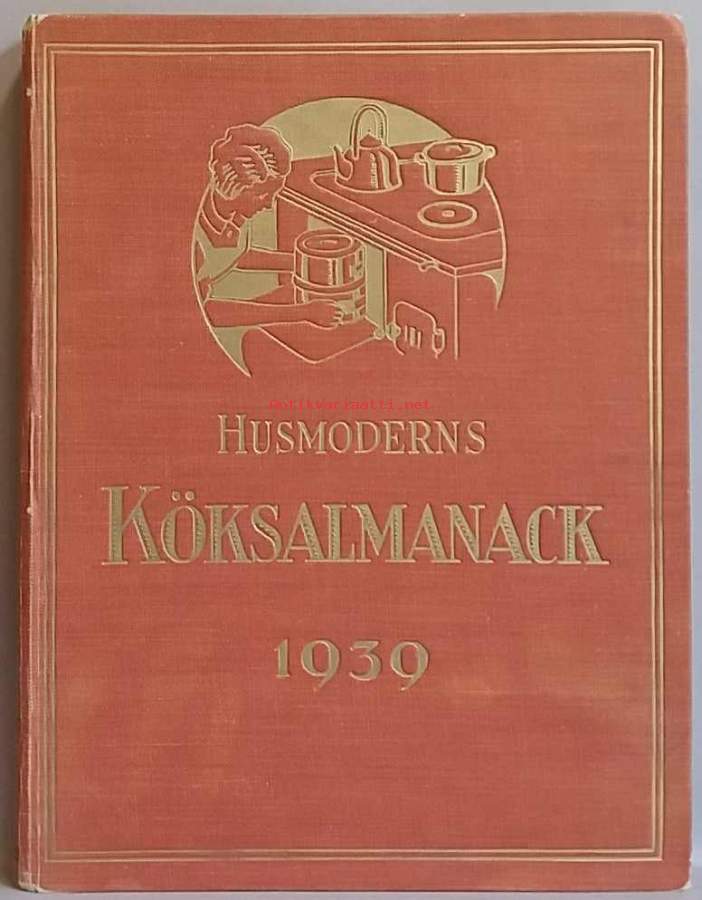 Antikvariaatti.net
HUSMODERNS
KÖKSALMANACK
1939